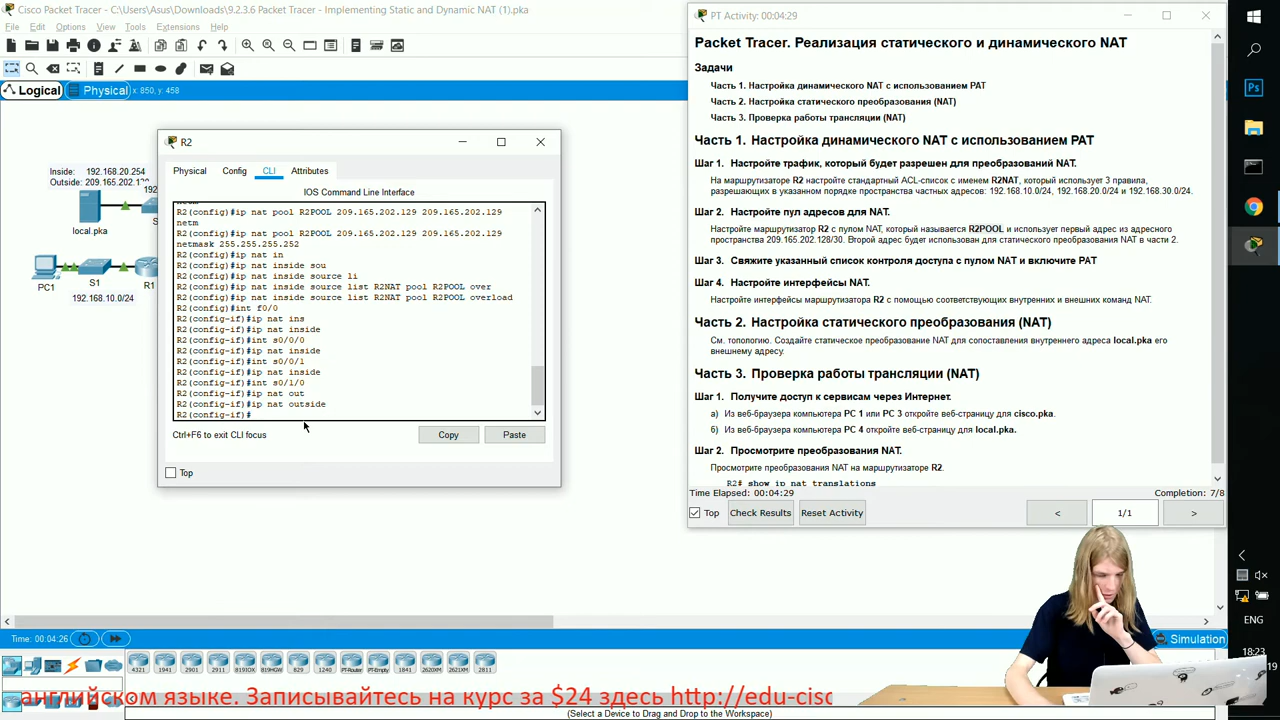 Cisco Packet Tracer - C:\Users\Asus\Downloads\9.2.3.6 Packet Tracer - Implementing Static and Dynamic NAT (1).pka
File Edit Options View Tools Extensions Help
Logical Physical x: 850, y: 458
Inside: 192.168.20.254
Outside: 209.165.202.13
local.pka
PC1 S1 R1
192.168.10.0/24
R2
Physical Config CLI Attributes
IOS Command Line Interface
netm
R2(config)#ip nat pool R2POOL 209.165.202.129 209.165.202.129
netm
R2(config)#ip nat pool R2POOL 209.165.202.129 209.165.202.129
netmask 255.255.255.252
R2(config)#ip nat in
R2(config)#ip nat inside sou
R2(config)#ip nat inside source li
R2(config)#ip nat inside source list R2NAT pool R2POOL over
R2(config)#ip nat inside source list R2NAT pool R2POOL overload
R2(config)#int f0/0
R2(config-if)#ip nat ins
R2(config-if)#ip nat inside
R2(config-if)#int s0/0/0
R2(config-if)#ip nat inside
R2(config-if)#int s0/0/1
R2(config-if)#ip nat inside
R2(config-if)#int s0/1/0
R2(config-if)#ip nat out
R2(config-if)#ip nat outside
R2(config-if)#
Ctrl+F6 to exit CLI focus
Copy Paste
Top
PT Activity: 00:04:29
Packet Tracer. Реализация статического и динамического NAT
Задачи
Часть 1. Настройка динамического NAT с использованием PAT
Часть 2. Настройка статического преобразования (NAT)
Часть 3. Проверка работы трансляции (NAT)
Часть 1. Настройка динамического NAT с использованием PAT
Шаг 1. Настройте трафик, который будет разрешен для преобразований NAT.
На маршрутизаторе R2 настройте стандартный ACL-список с именем R2NAT, который использует 3 правила,
разрешающих в указанном порядке пространства частных адресов: 192.168.10.0/24, 192.168.20.0/24 и 192.168.30.0/24.
Шаг 2. Настройте пул адресов для NAT.
Настройте маршрутизатор R2 с пулом NAT, который называется R2POOL и использует первый адрес из адресного
пространства 209.165.202.128/30. Второй адрес будет использован для статического преобразования NAT в части 2.
Шаг 3. Свяжите указанный список контроля доступа с пулом NAT и включите PAT
Шаг 4. Настройте интерфейсы NAT.
Настройте интерфейсы маршрутизатора R2 с помощью соответствующих внутренних и внешних команд NAT.
Часть 2. Настройка статического преобразования (NAT)
См. топологию. Создайте статическое преобразование NAT для сопоставления внутреннего адреса local.pka его
внешнему адресу.
Часть 3. Проверка работы трансляции (NAT)
Шаг 1. Получите доступ к сервисам через Интернет.
а) Из веб-браузера компьютера PC 1 или PC 3 откройте веб-страницу для cisco.pka.
б) Из веб-браузера компьютера PC 4 откройте веб-страницу для local.pka.
Шаг 2. Просмотрите преобразования NAT.
Просмотрите преобразования NAT на маршрутизаторе R2.
R2# show ip nat translations
Time Elapsed: 00:04:29 Completion: 7/8
Top Check Results Reset Activity < 1/1 >
Ps
ENG
18:23
Time: 00:04:26
Simulation
4321 1941 2901 2911 819IOX 819HGW 829 1240 PT-Router PT-Empty 1841 2620XM 2621XM 2811
английском языке. Записывайтесь на курс за $24 здесь http://edu-cisc
(Select a Device to Drag and Drop to the Workspace)